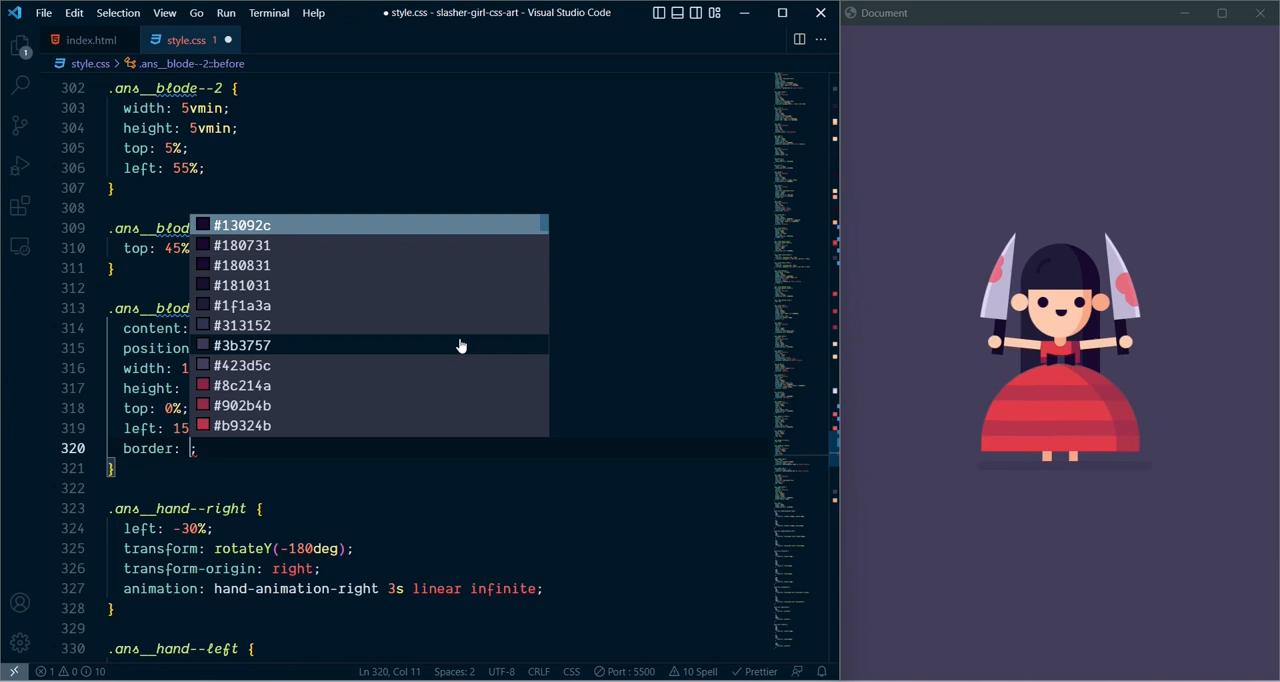 File Edit Selection View Go Run Terminal Help
● style.css - slasher-girl-css-art - Visual Studio Code
Document
index.html
style.css 1 ●
style.css > .ans__blode--2::before
1
302 .ans__blode--2 {
303 width: 5vmin;
304 height: 5vmin;
305 top: 5%;
306 left: 55%;
307 }
308
309 .ans__blod
310 top: 45%
311 }
312
313 .ans__blod
314 content:
315 position
316 width: 1
317 height:
318 top: 0%;
319 left: 15
320 border: ;
321 }
322
323 .ans__hand--right {
324 left: -30%;
325 transform: rotateY(-180deg);
326 transform-origin: right;
327 animation: hand-animation-right 3s linear infinite;
328 }
329
330 .ans__hand--left {
#13092c
#180731
#180831
#181031
#1f1a3a
#313152
#3b3757
#423d5c
#8c214a
#902b4b
#b9324b
1 0 10
Ln 320, Col 11 Spaces: 2 UTF-8 CRLF CSS Port : 5500 10 Spell Prettier